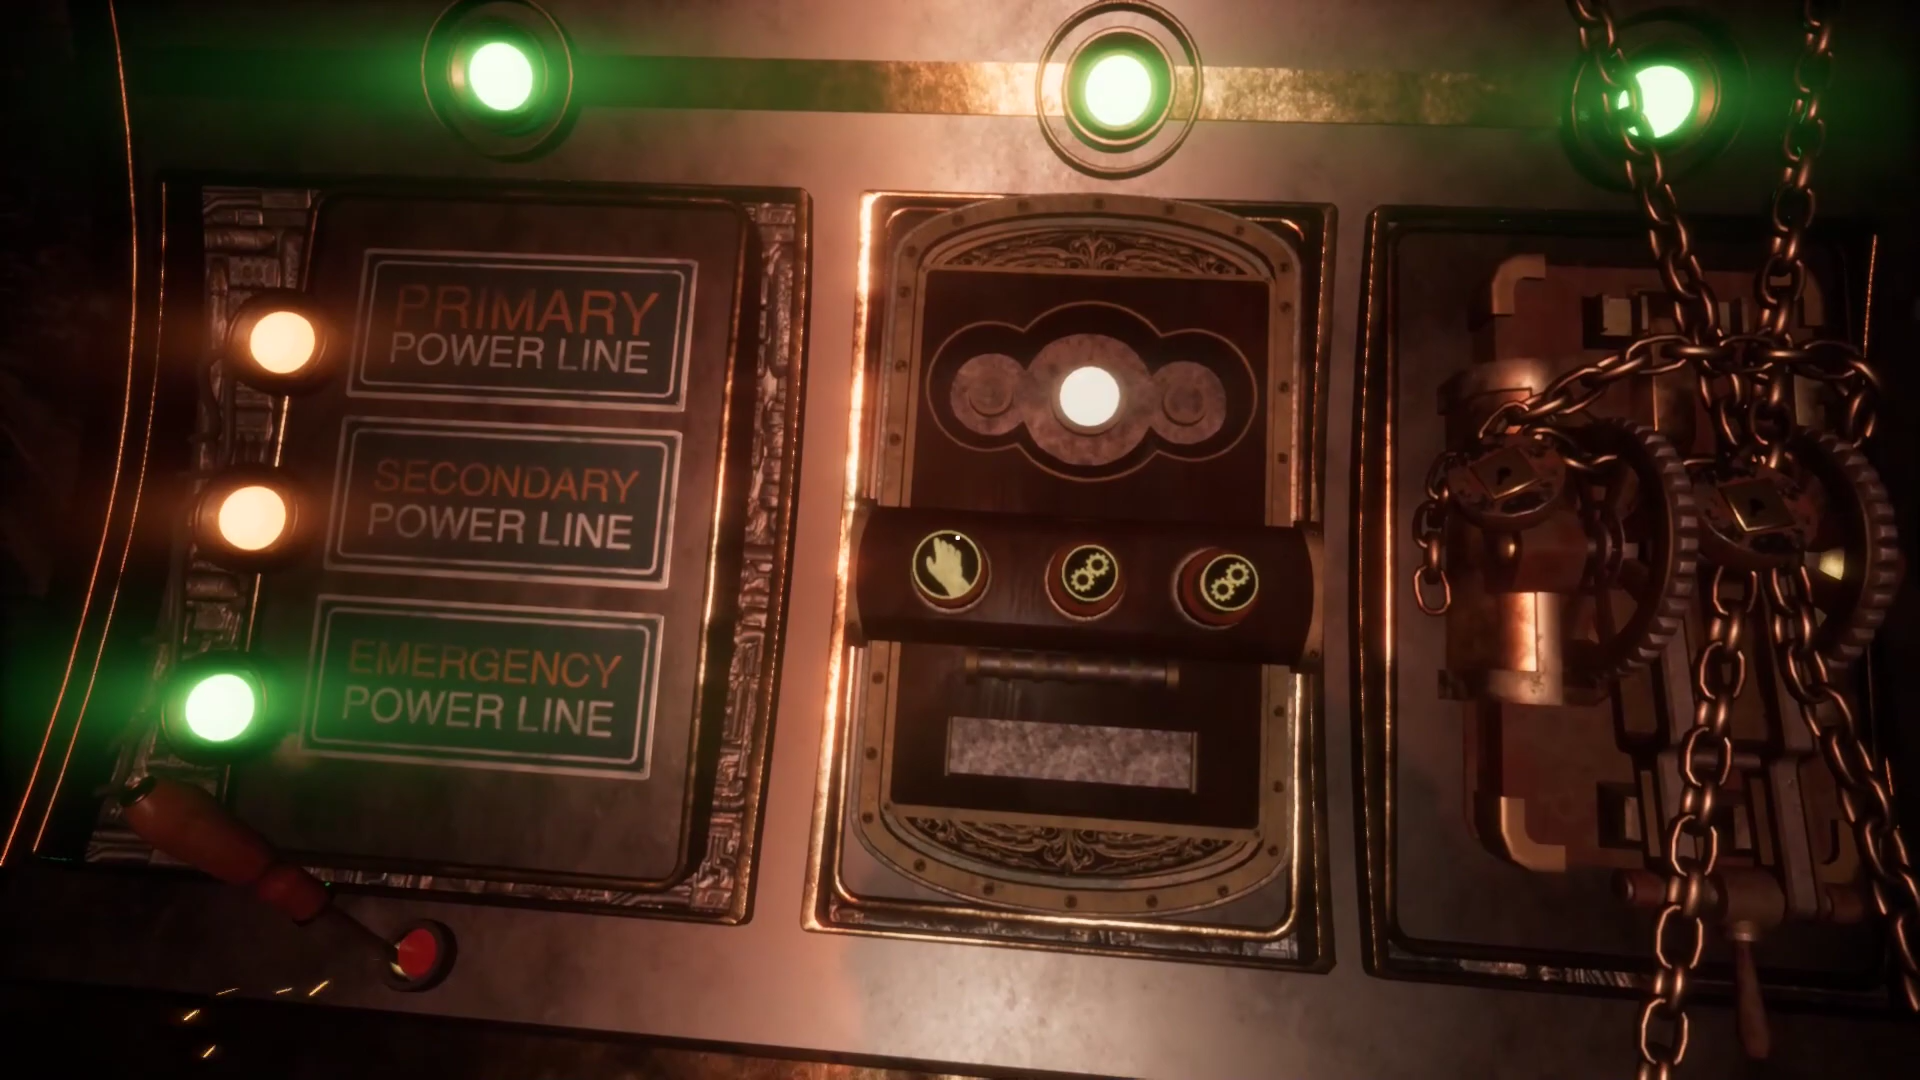 PRIMARY
POWER LINE
SECONDARY
POWER LINE
EMERGENCY
POWER LINE